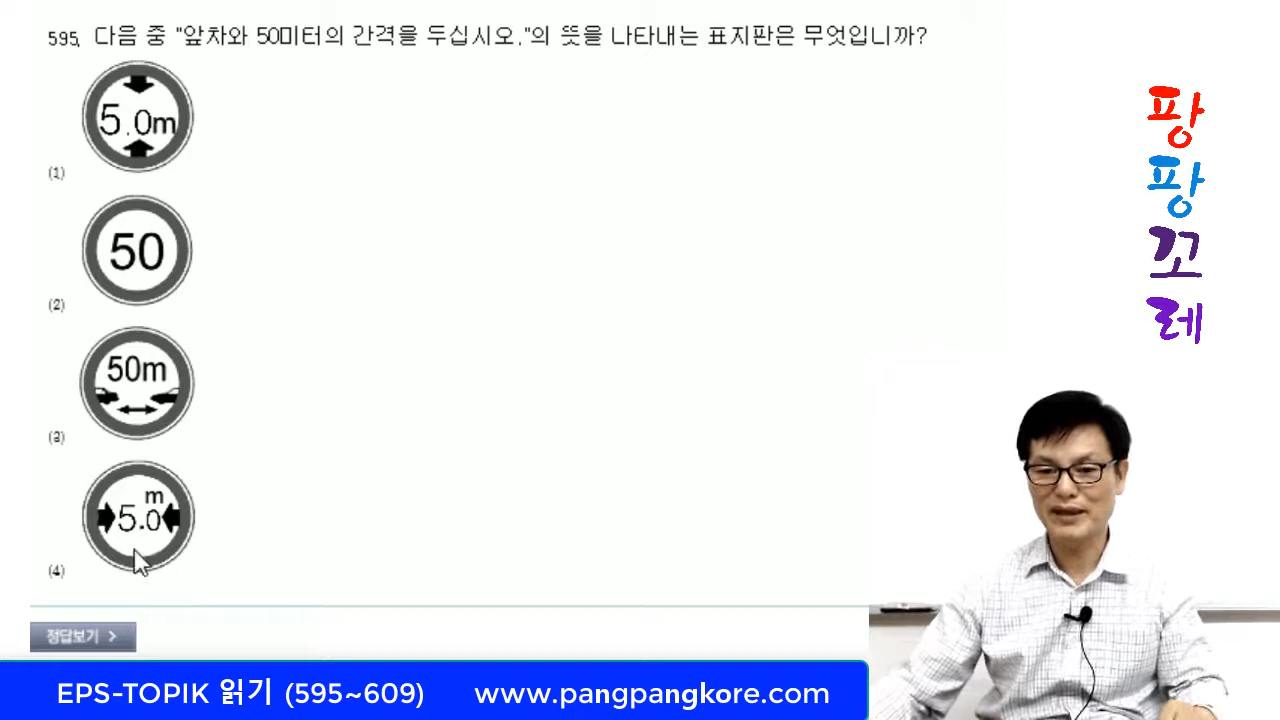 595. 다음 중 "앞차와 50미터의 간격을 두십시오."의 뜻을 나타내는 표지판은 무엇입니까?
5.0m
(1)
50
(2)
50m
(3)
m
5.0
(4)
정답보기 >
팡
팡
꼬
레
EPS-TOPIK 읽기 (595~609) www.pangpangkore.com